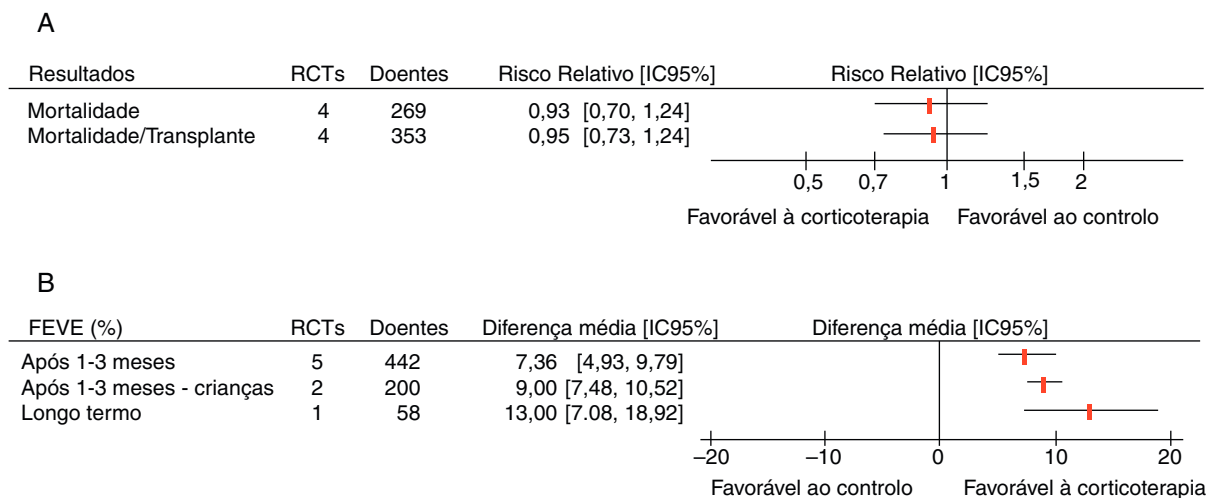 A
Resultados RCTs Doentes Risco Relativo [IC95%] Risco Relativo [IC95%]
Mortalidade 4 269 0,93 [0,70, 1,24]
Mortalidade/Transplante 4 353 0,95 [0,73, 1,24]
0,5 0,7 1 1,5 2
Favorável à corticoterapia Favorável ao controlo
B
FEVE (%) RCTs Doentes Diferença média [IC95%] Diferença média [IC95%]
Após 1-3 meses 5 442 7,36 [4,93, 9,79]
Após 1-3 meses - crianças 2 200 9,00 [7,48, 10,52]
Longo termo 1 58 13,00 [7.08, 18,92]
–20 –10 0 10 20
Favorável ao controlo Favorável à corticoterapia